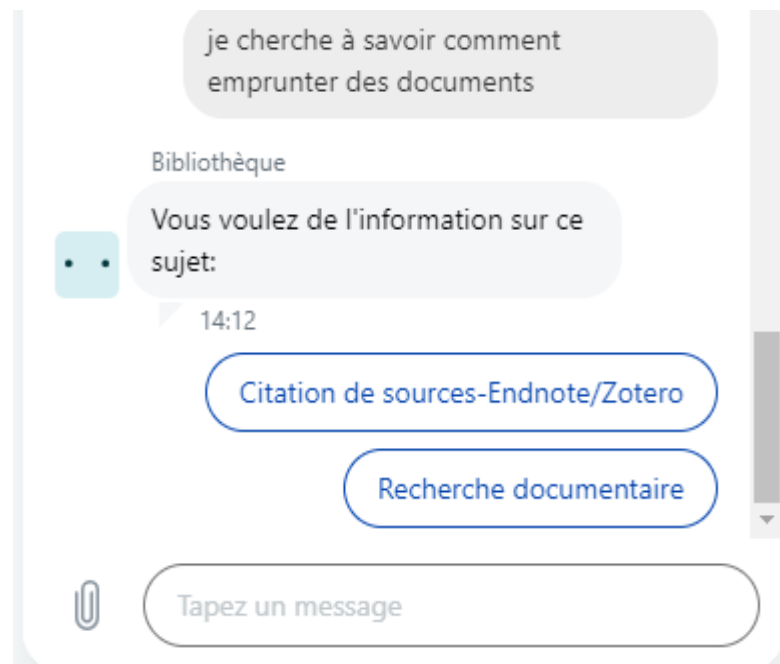 je cherche à savoir comment
emprunter des documents
Bibliothèque
Vous voulez de l'information sur ce
sujet:
14:12
Citation de sources-Endnote/Zotero
Recherche documentaire
Tapez un message